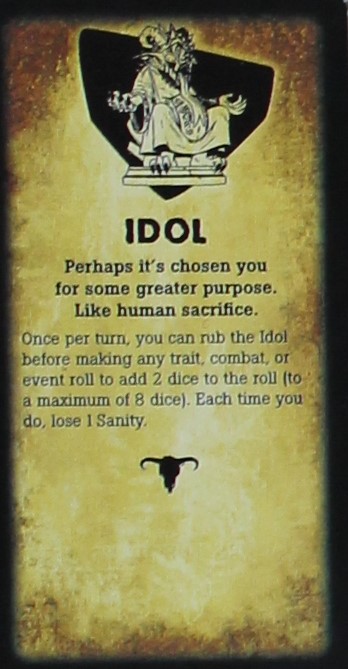 IDOL
Perhaps it's chosen you
for some greater purpose.
Like human sacrifice.
Once per turn, you can rub the Idol
before making any trait, combat, or
event roll to add 2 dice to the roll (to
a maximum of 8 dice). Each time you
do, lose 1 Sanity.